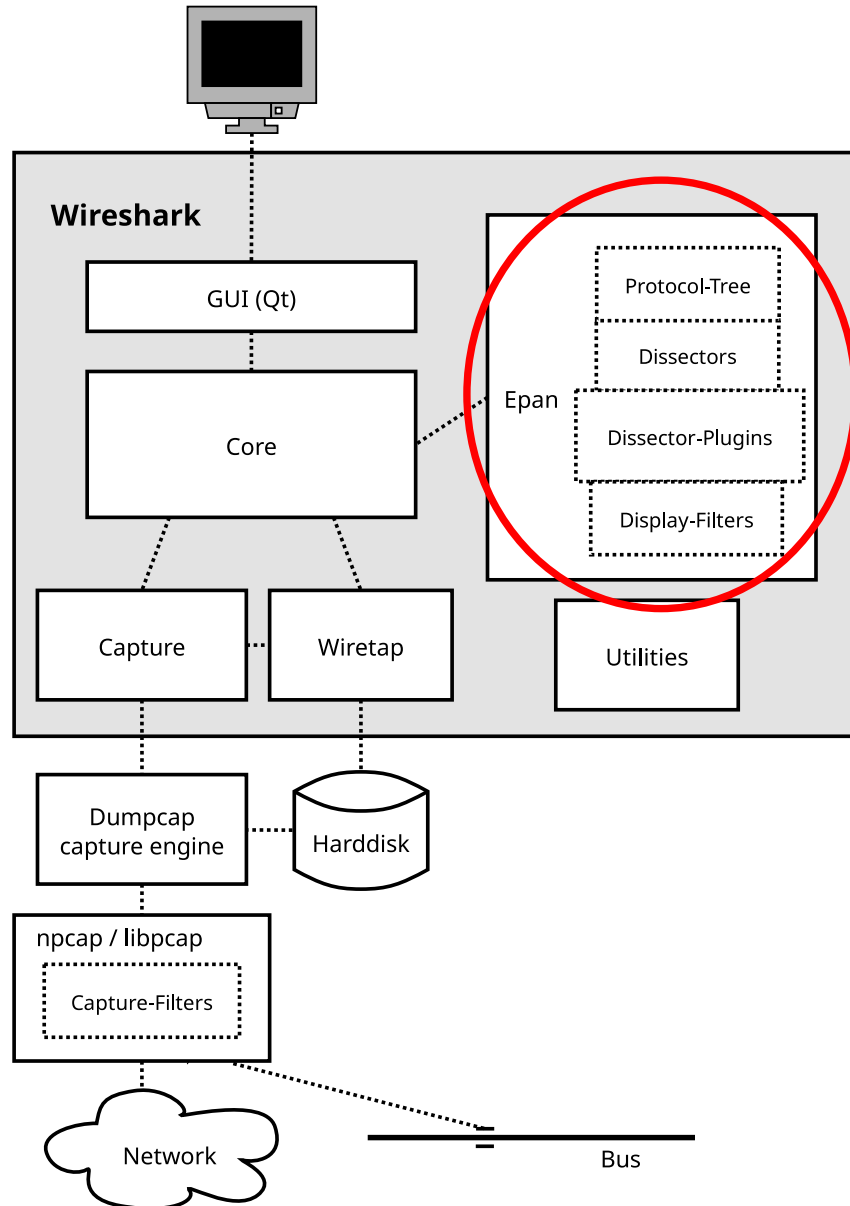 Wireshark
GUI (Qt)
Protocol-Tree
Dissectors
Epan
Core
Dissector-Plugins
Display-Filters
Capture
Wiretap
Utilities
Dumpcap
capture engine
Harddisk
npcap / libpcap
Capture-Filters
Network
Bus